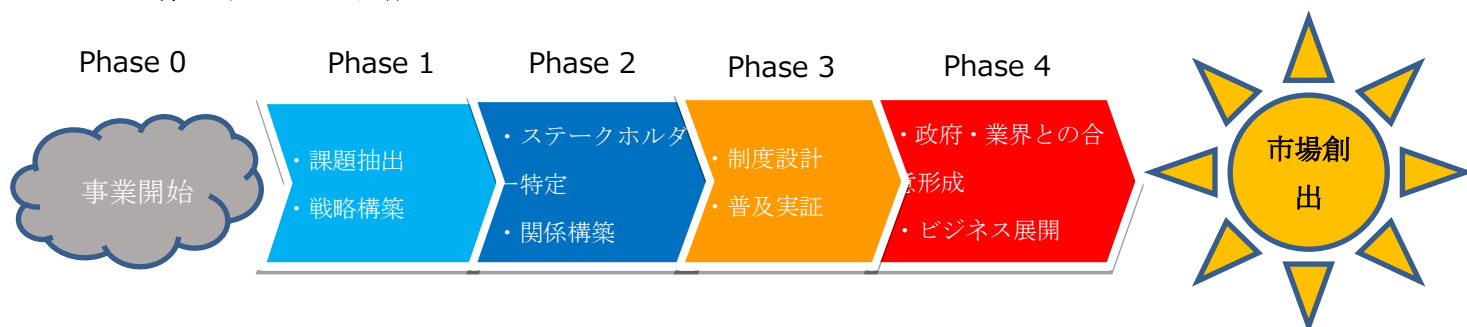 Phase 0
Phase 1
Phase 2
Phase 3
Phase 4
事業開始
・課題抽出
・戦略構築
・ステークホルダ
ー特定
・関係構築
・制度設計
・普及実証
・政府・業界との合
意形成
・ビジネス展開
市場創
出